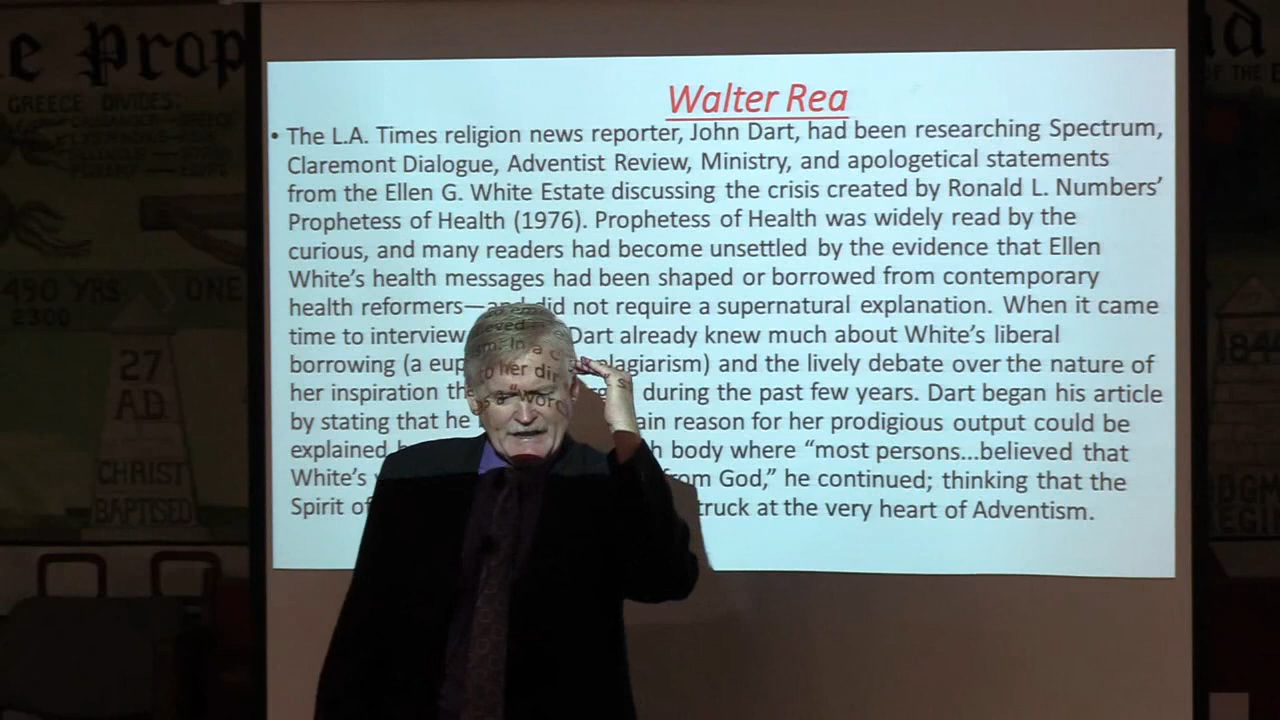 e Prop
GREECE DIVIDES:
490 YRS ONE
2300
27
A.D.
CHRIST
BAPTISED
Walter Rea
• The L.A. Times religion news reporter, John Dart, had been researching Spectrum,
Claremont Dialogue, Adventist Review, Ministry, and apologetical statements
from the Ellen G. White Estate discussing the crisis created by Ronald L. Numbers’
Prophetess of Health (1976). Prophetess of Health was widely read by the
curious, and many readers had become unsettled by the evidence that Ellen
White’s health messages had been shaped or borrowed from contemporary
health reformers—and did not require a supernatural explanation. When it came
time to interview Dart already knew much about White’s liberal
borrowing (a eup plagiarism) and the lively debate over the nature of
her inspiration th during the past few years. Dart began his article
by stating that he ain reason for her prodigious output could be
explained h body where “most persons...believed that
White’s om God,” he continued; thinking that the
Spirit of truck at the very heart of Adventism.
OF THE
184